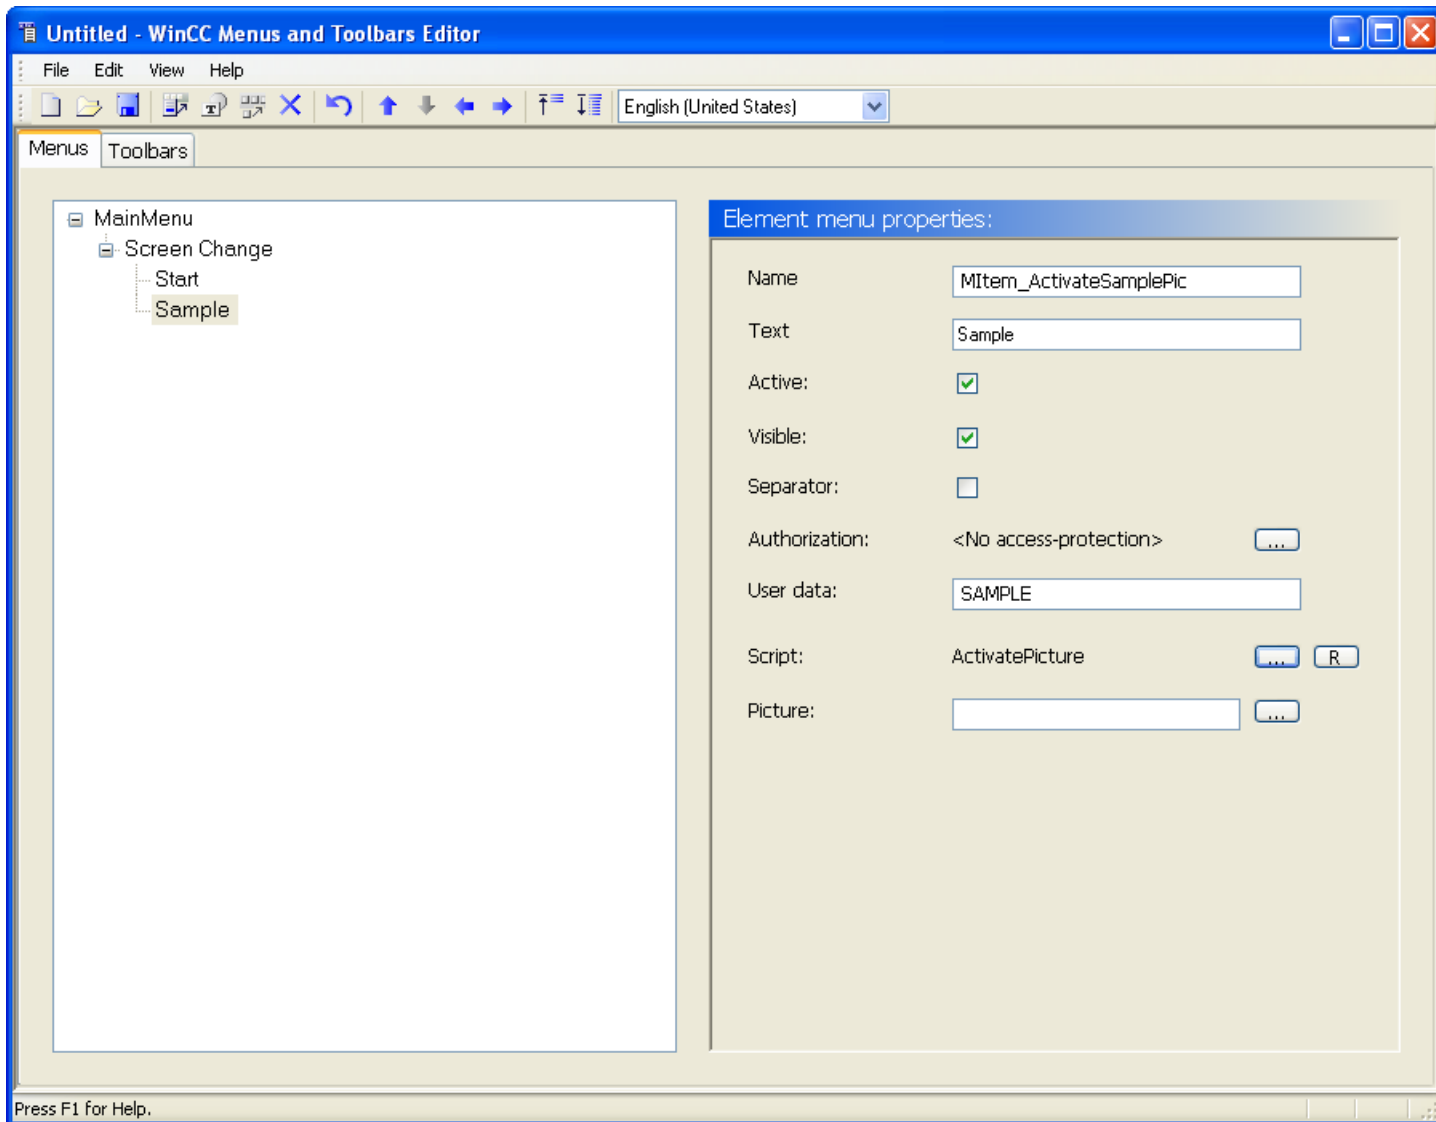 Untitled - WinCC Menus and Toolbars Editor
File Edit View Help
English (United States)
Menus Toolbars
MainMenu
Screen Change
Start
Sample
Element menu properties:
Name MItem_ActivateSamplePic
Text Sample
Active:
Visible:
Separator:
Authorization: <No access-protection> ...
User data: SAMPLE
Script: ActivatePicture ... R
Picture: ...
Press F1 for Help.